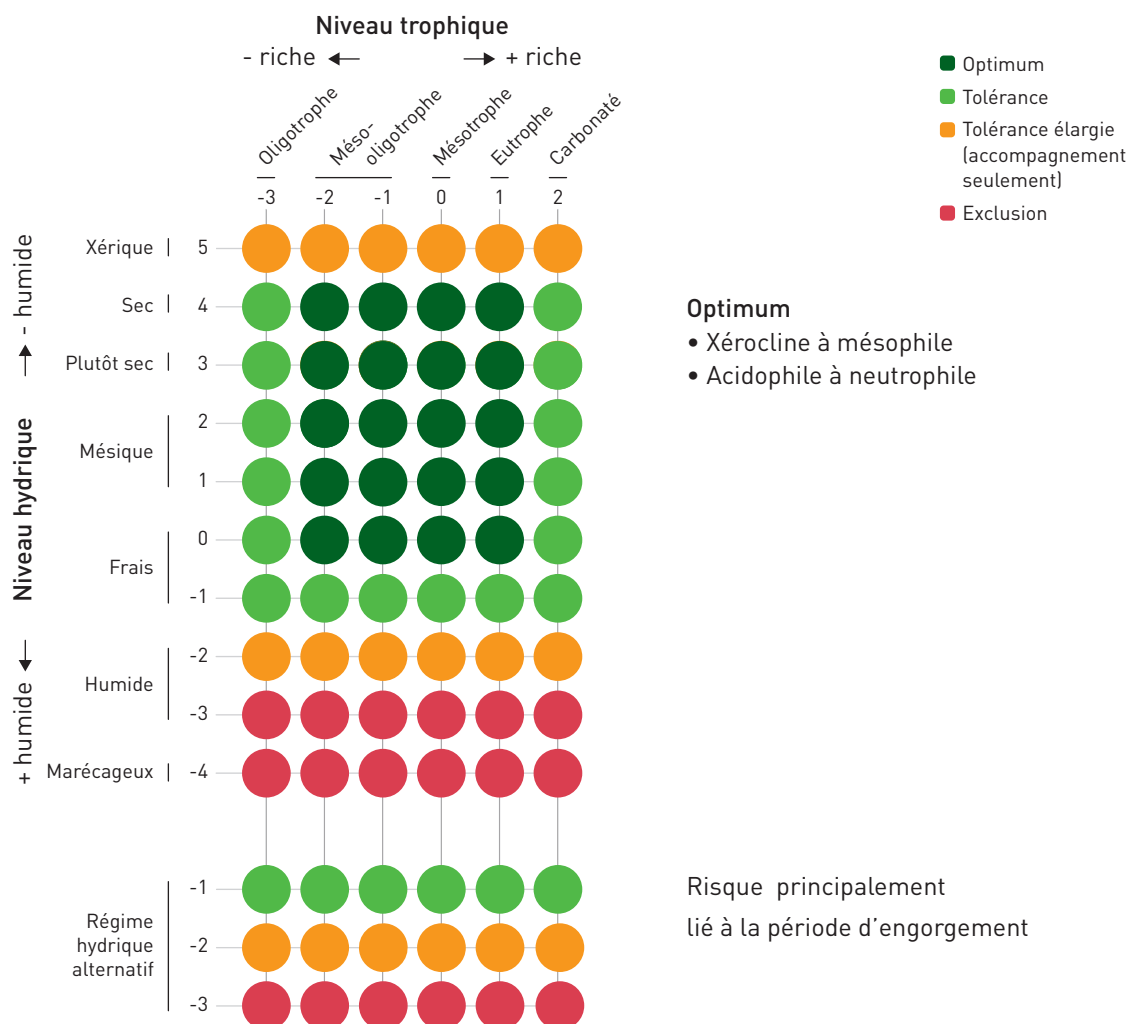 Niveau trophique
- riche ← → + riche
Oligotrophe
Méso-
oligotrophe
Mésotrophe
Eutrophe
Carbonaté
-3 -2 -1 0 1 2
Optimum
Tolérance
Tolérance élargie
(accompagnement
seulement)
Exclusion
Niveau hydrique
→ - humide
+ humide ←
Xérique 5
Sec 4
Plutôt sec 3
2
Mésique
1
0
Frais
-1
-2
Humide
-3
Marécageux -4
-1
Régime
hydrique -2
alternatif
-3
Optimum
• Xérocline à mésophile
• Acidophile à neutrophile
Risque principalement
lié à la période d'engorgement